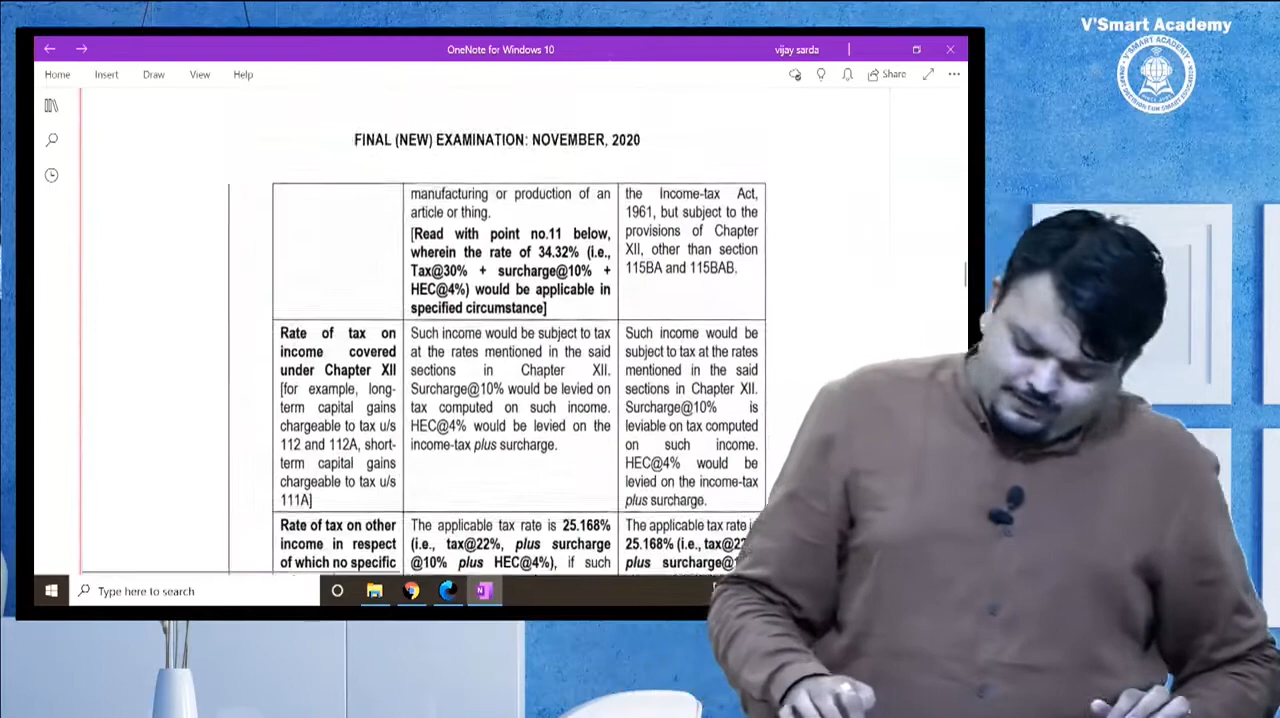 V'Smart Academy
OneNote for Windows 10
vijay sarda
Home
Insert
Draw
View
Help
Share
FINAL (NEW) EXAMINATION: NOVEMBER, 2020
manufacturing or production of an
article or thing.
[Read with point no.11 below,
wherein the rate of 34.32% (i.e.,
Tax@30% + surcharge@10% +
HEC@4%) would be applicable in
specified circumstance]
the Income-tax Act,
1961, but subject to the
provisions of Chapter
XII, other than section
115BA and 115BAB.
Rate of tax on
income covered
under Chapter XII
[for example, long-
term capital gains
chargeable to tax u/s
112 and 112A, short-
term capital gains
chargeable to tax u/s
111A]
Such income would be subject to tax
at the rates mentioned in the said
sections in Chapter XII.
Surcharge@10% would be levied on
tax computed on such income.
HEC@4% would be levied on the
income-tax plus surcharge.
Such income would be
subject to tax at the rates
mentioned in the said
sections in Chapter XII.
Surcharge@10% is
leviable on tax computed
on such income.
HEC@4% would be
levied on the income-tax
plus surcharge.
Rate of tax on other
income in respect
of which no specific
The applicable tax rate is 25.168%
(i.e., tax@22%, plus surcharge
@10% plus HEC@4%), if such
The applicable tax rate
25.168% (i.e., tax@22
plus surcharge@1
Type here to search